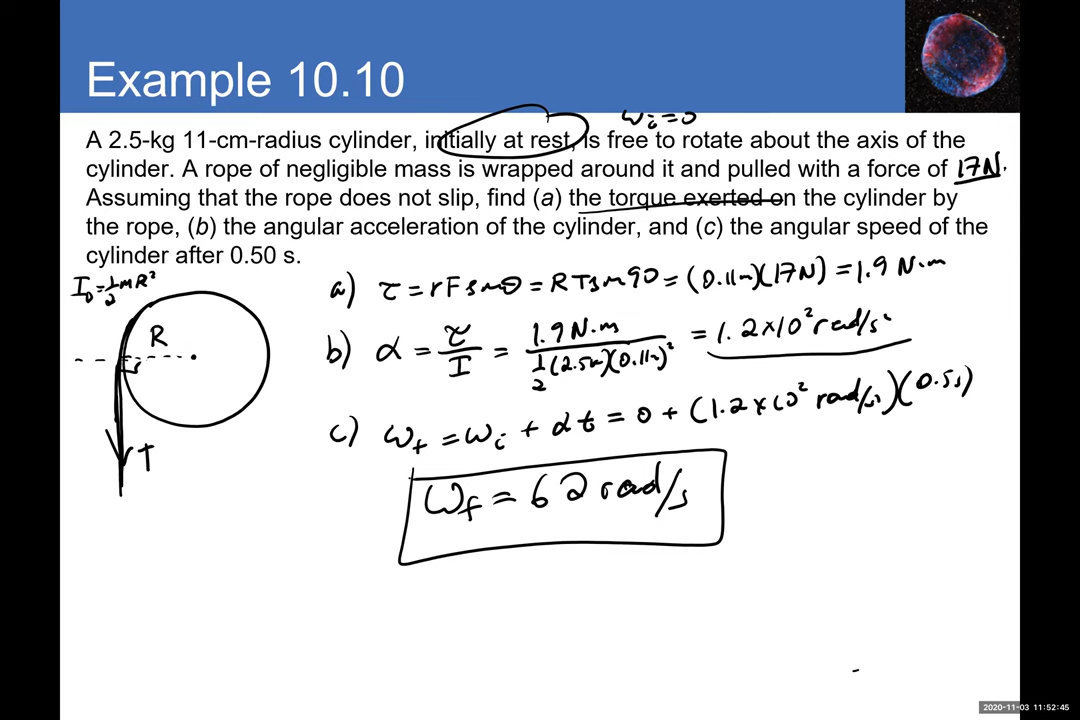 Example 10.10
ωi = 0
A 2.5-kg 11-cm-radius cylinder, initially at rest, is free to rotate about the axis of the
cylinder. A rope of negligible mass is wrapped around it and pulled with a force of 17N.
Assuming that the rope does not slip, find (a) the torque exerted on the cylinder by
the rope, (b) the angular acceleration of the cylinder, and (c) the angular speed of the
cylinder after 0.50 s.
I₀ = ½mR²
a) τ = rFsinθ = RTsin90 = (0.11m)(17N) = 1.9 N·m
R
b) α = τ/I = 1.9 N·m / ½(2.5k)(0.11m)² = 1.2×10² rad/s²
c) ωf = ωi + αt = 0 + (1.2×10² rad/s²)(0.5s)
T
ωf = 62 rad/s
2020-11-03 11:52:45